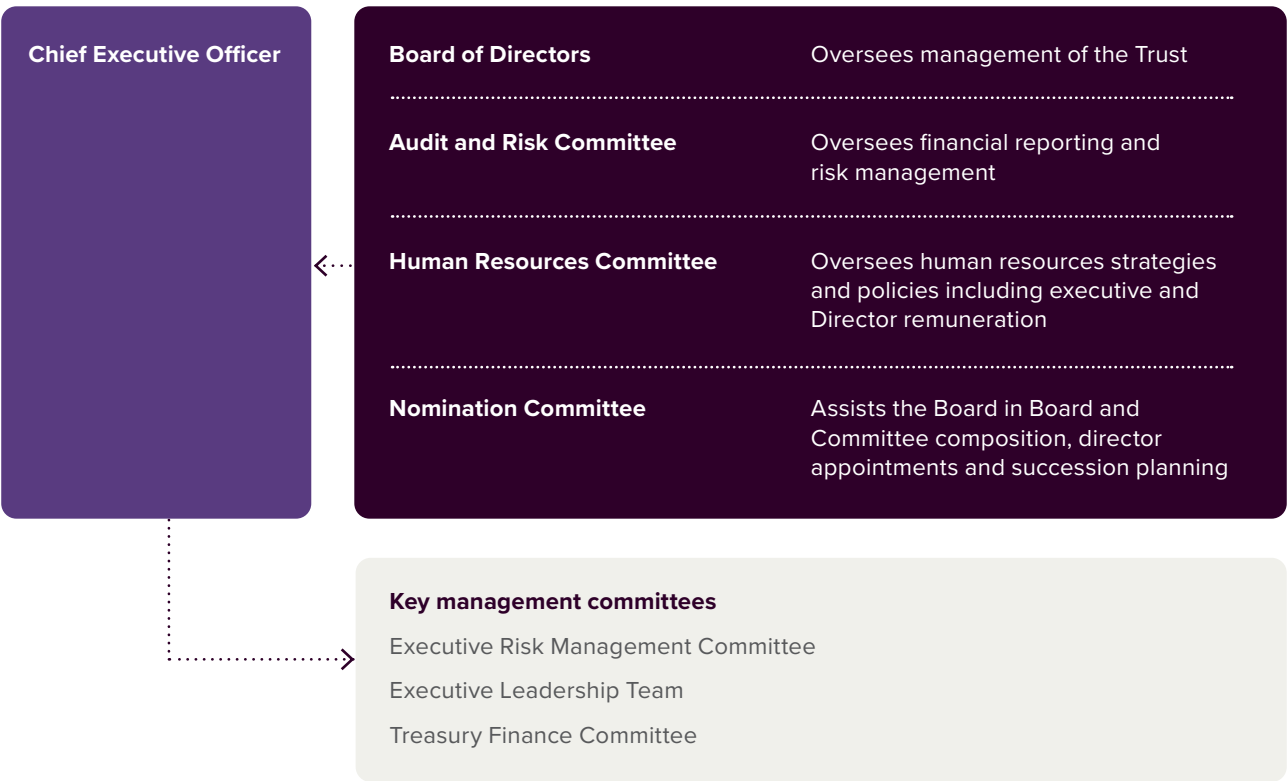 Chief Executive Officer
Board of Directors
Oversees management of the Trust
Audit and Risk Committee
Oversees financial reporting and
risk management
Human Resources Committee
Oversees human resources strategies
and policies including executive and
Director remuneration
Nomination Committee
Assists the Board in Board and
Committee composition, director
appointments and succession planning
Key management committees
Executive Risk Management Committee
Executive Leadership Team
Treasury Finance Committee